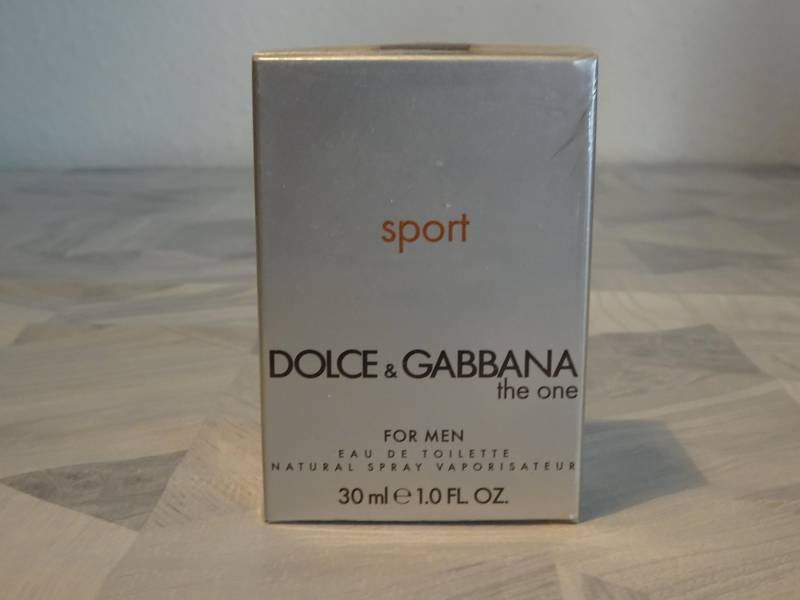 sport
DOLCE & GABBANA
the one
FOR MEN
EAU DE TOILETTE
NATURAL SPRAY VAPORISATEUR
30 ml ℮ 1.0 FL. OZ.